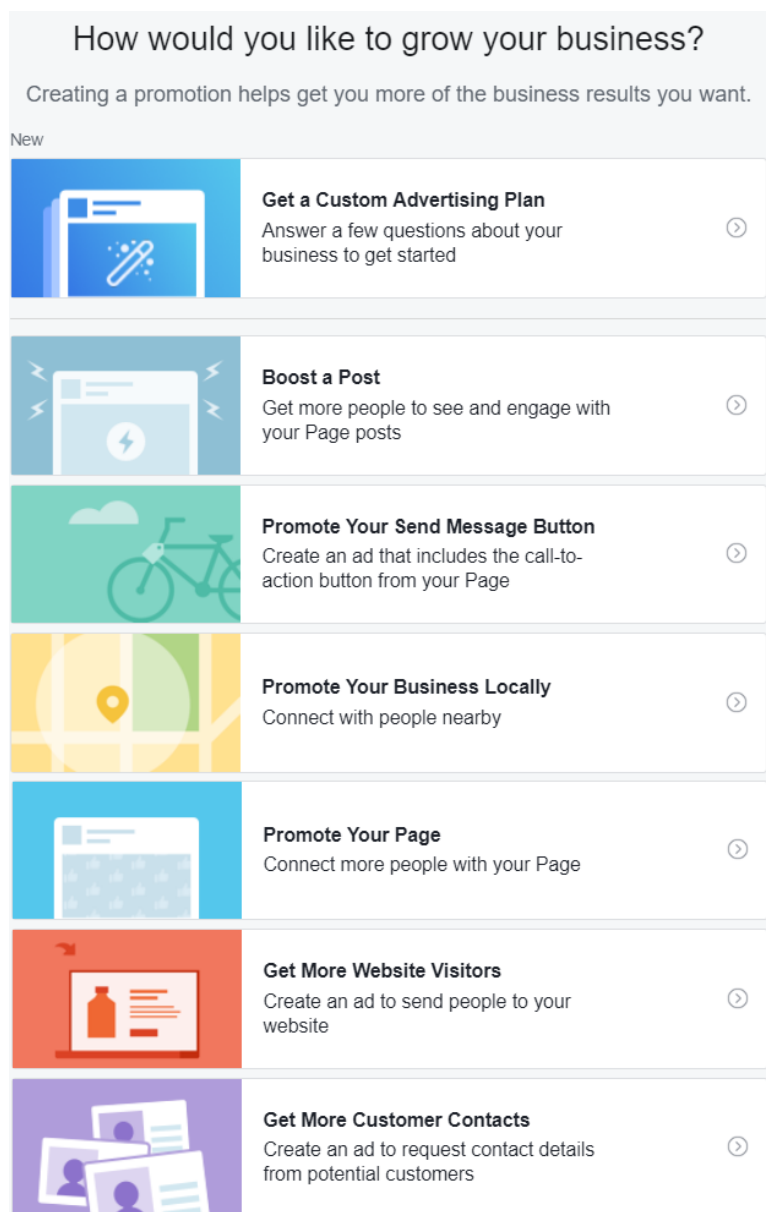 How would you like to grow your business?
Creating a promotion helps get you more of the business results you want.
New
Get a Custom Advertising Plan
Answer a few questions about your
business to get started
Boost a Post
Get more people to see and engage with
your Page posts
Promote Your Send Message Button
Create an ad that includes the call-to-
action button from your Page
Promote Your Business Locally
Connect with people nearby
Promote Your Page
Connect more people with your Page
Get More Website Visitors
Create an ad to send people to your
website
Get More Customer Contacts
Create an ad to request contact details
from potential customers